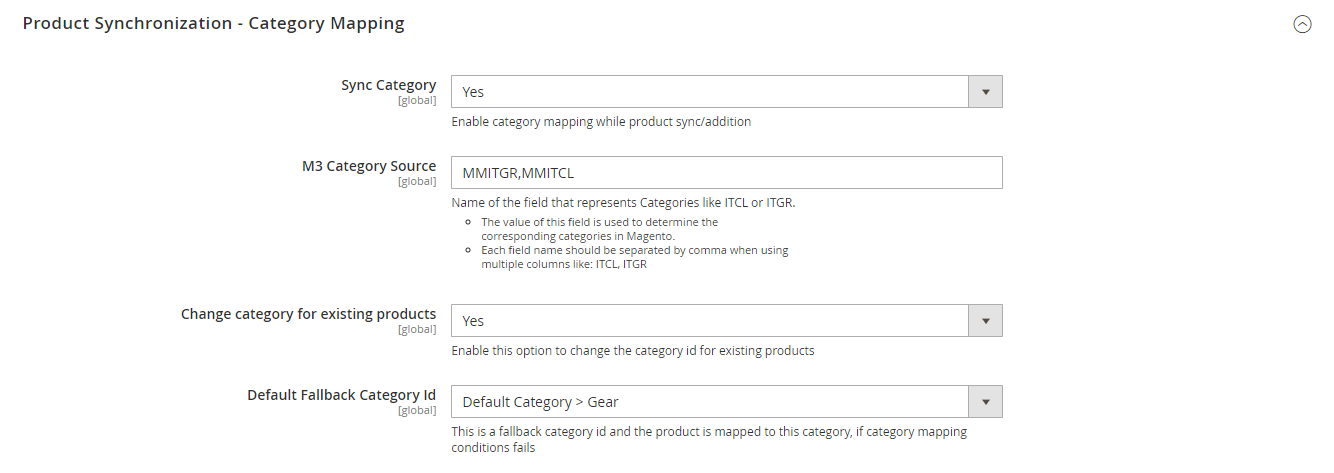 Product Synchronization - Category Mapping
Sync Category
[global]
Yes
Enable category mapping while product sync/addition
M3 Category Source
[global]
MMITGR,MMITCL
Name of the field that represents Categories like ITCL or ITGR.
The value of this field is used to determine the
corresponding categories in Magento.
Each field name should be separated by comma when using
multiple columns like: ITCL, ITGR
Change category for existing products
[global]
Yes
Enable this option to change the category id for existing products
Default Fallback Category Id
[global]
Default Category > Gear
This is a fallback category id and the product is mapped to this category, if category mapping
conditions fails